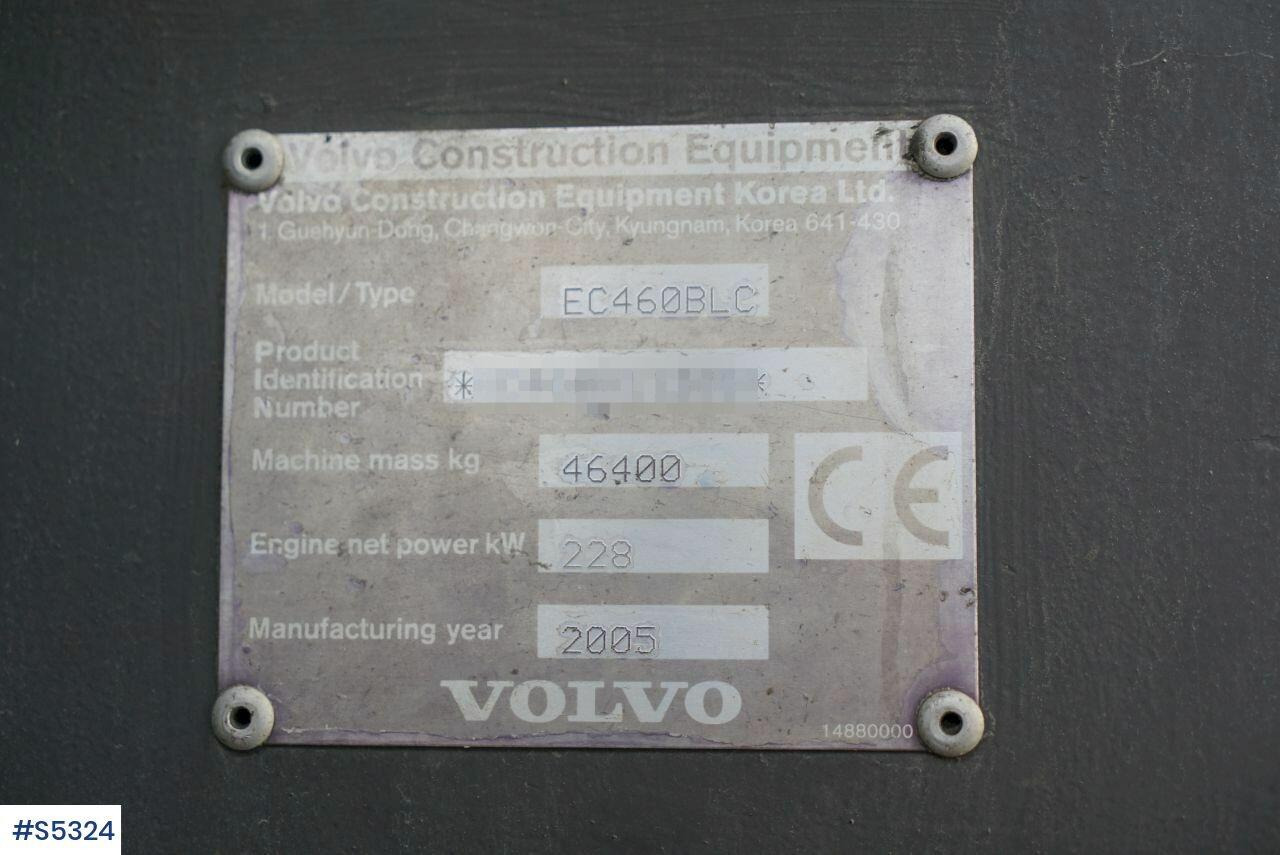 Volvo Construction Equipment
Volvo Construction Equipment Korea Ltd.
1 Guehyun-Dong, Changwon-City, Kyungnam, Korea 641-430
Model/Type EC460BLC
Product
Identification
Number
* *
Machine mass kg 46400
CE
Engine net power kW 228
Manufacturing year 2005
VOLVO
14880000
#S5324